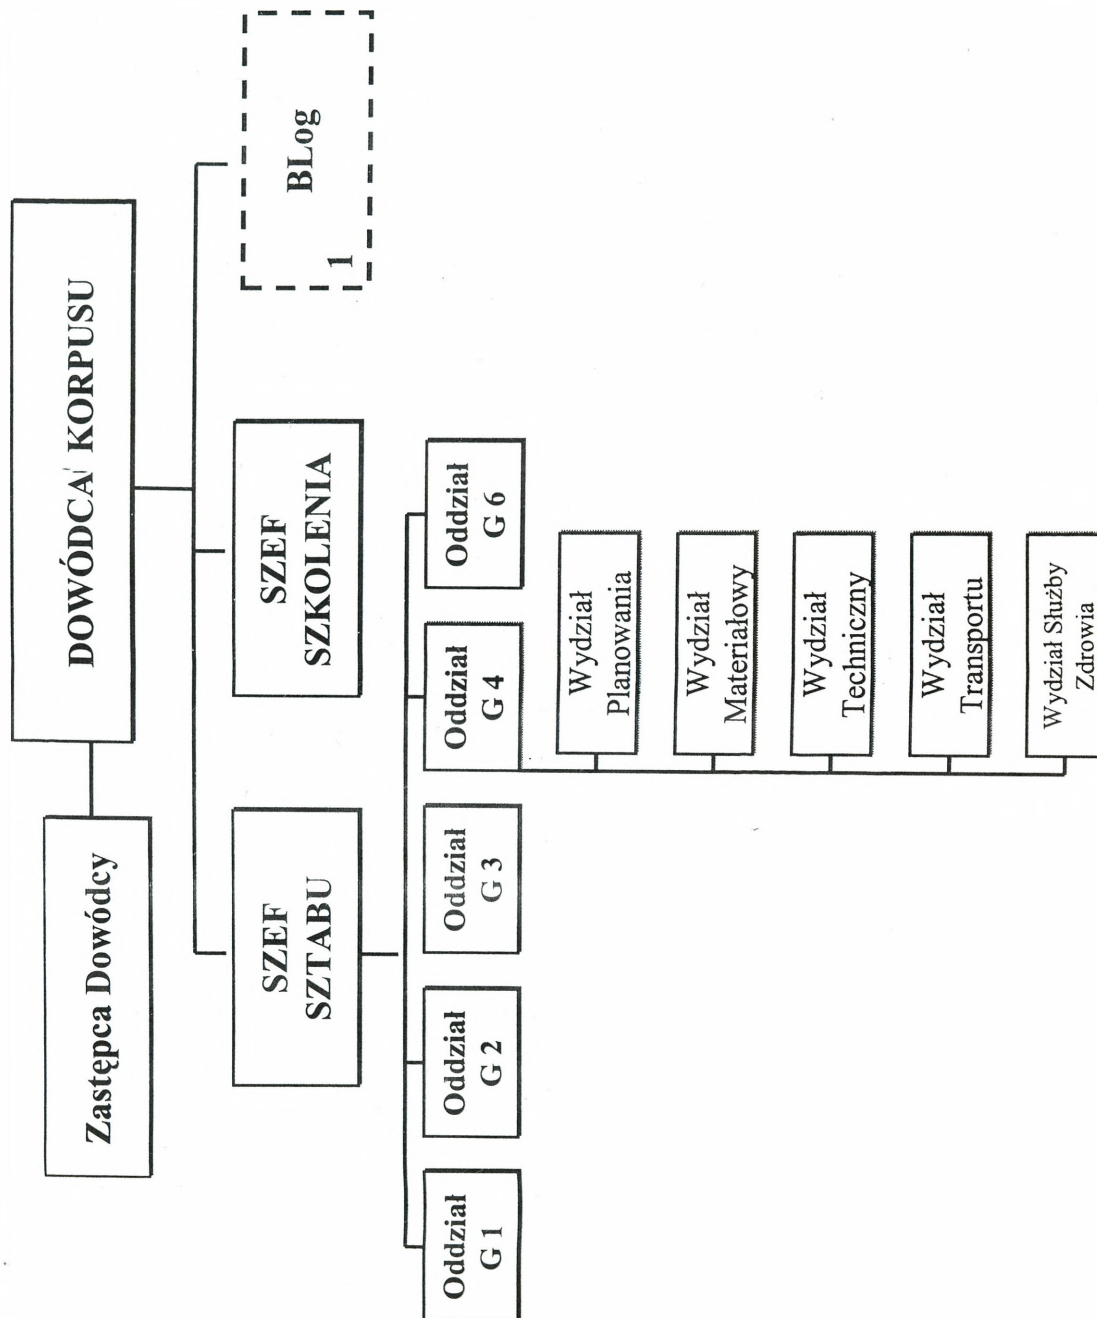 DOWÓDCA KORPUSU
Zastępca Dowódcy
SZEF
SZTABU
SZEF
SZKOLENIA
BLog
1
Oddział
G 1
Oddział
G 2
Oddział
G 3
Oddział
G 4
Oddział
G 6
Wydział
Planowania
Wydział
Materiałowy
Wydział
Techniczny
Wydział
Transportu
Wydział Służby
Zdrowia